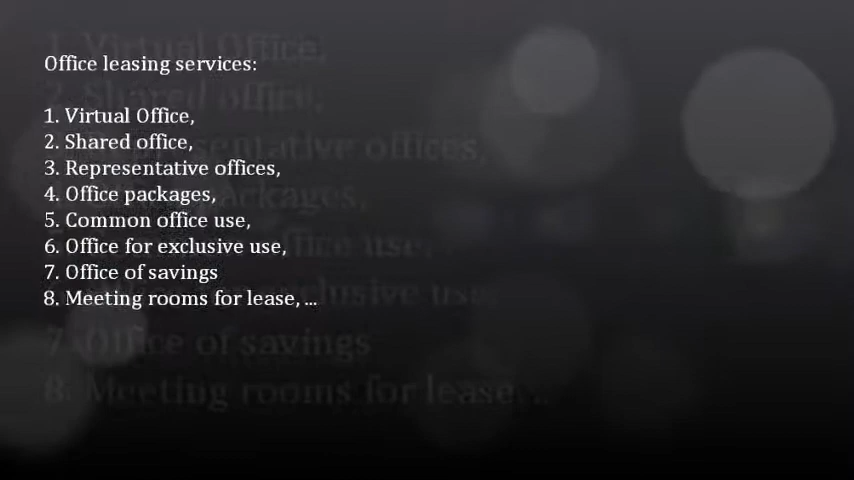 Office leasing services:
1. Virtual Office,
2. Shared office,
3. Representative offices,
4. Office packages,
5. Common office use,
6. Office for exclusive use,
7. Office of savings
8. Meeting rooms for lease, ...